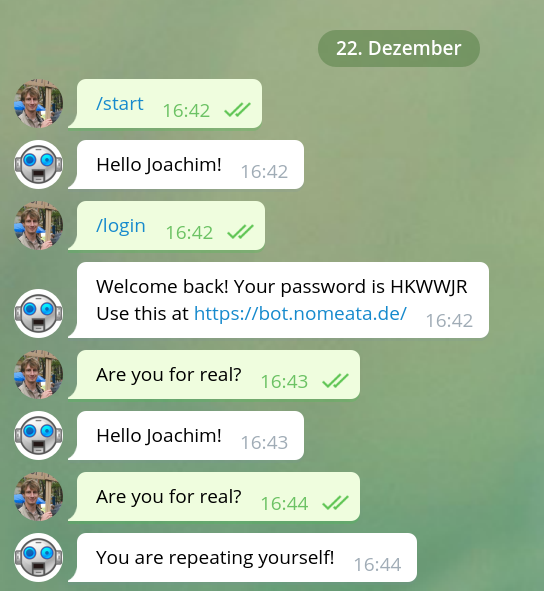 22. Dezember
/start 16:42
Hello Joachim! 16:42
/login 16:42
Welcome back! Your password is HKWWJR
Use this at https://bot.nomeata.de/ 16:42
Are you for real? 16:43
Hello Joachim! 16:43
Are you for real? 16:44
You are repeating yourself! 16:44